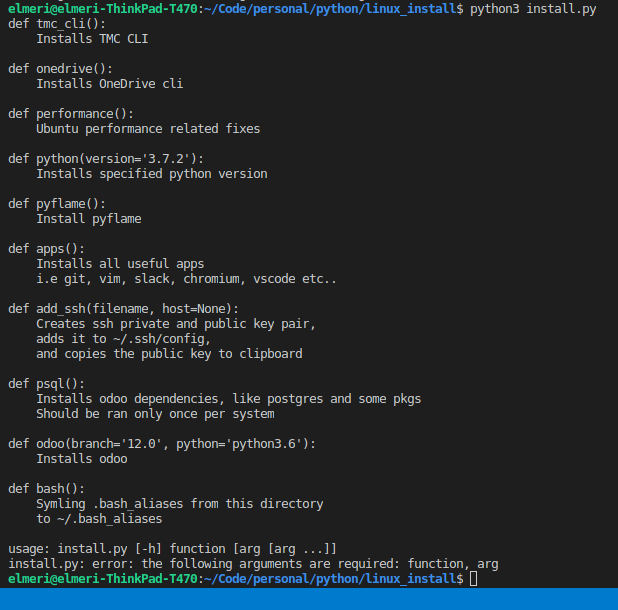 elmeri@elmeri-ThinkPad-T470:~/Code/personal/python/linux_install$ python3 install.py
def tmc_cli():
    Installs TMC CLI
def onedrive():
    Installs OneDrive cli
def performance():
    Ubuntu performance related fixes
def python(version='3.7.2'):
    Installs specified python version
def pyflame():
    Install pyflame
def apps():
    Installs all useful apps
    i.e git, vim, slack, chromium, vscode etc..
def add_ssh(filename, host=None):
    Creates ssh private and public key pair,
    adds it to ~/.ssh/config,
    and copies the public key to clipboard
def psql():
    Installs odoo dependencies, like postgres and some pkgs
    Should be ran only once per system
def odoo(branch='12.0', python='python3.6'):
    Installs odoo
def bash():
    Symling .bash_aliases from this directory
    to ~/.bash_aliases
usage: install.py [-h] function [arg [arg ...]]
install.py: error: the following arguments are required: function, arg
elmeri@elmeri-ThinkPad-T470:~/Code/personal/python/linux_install$